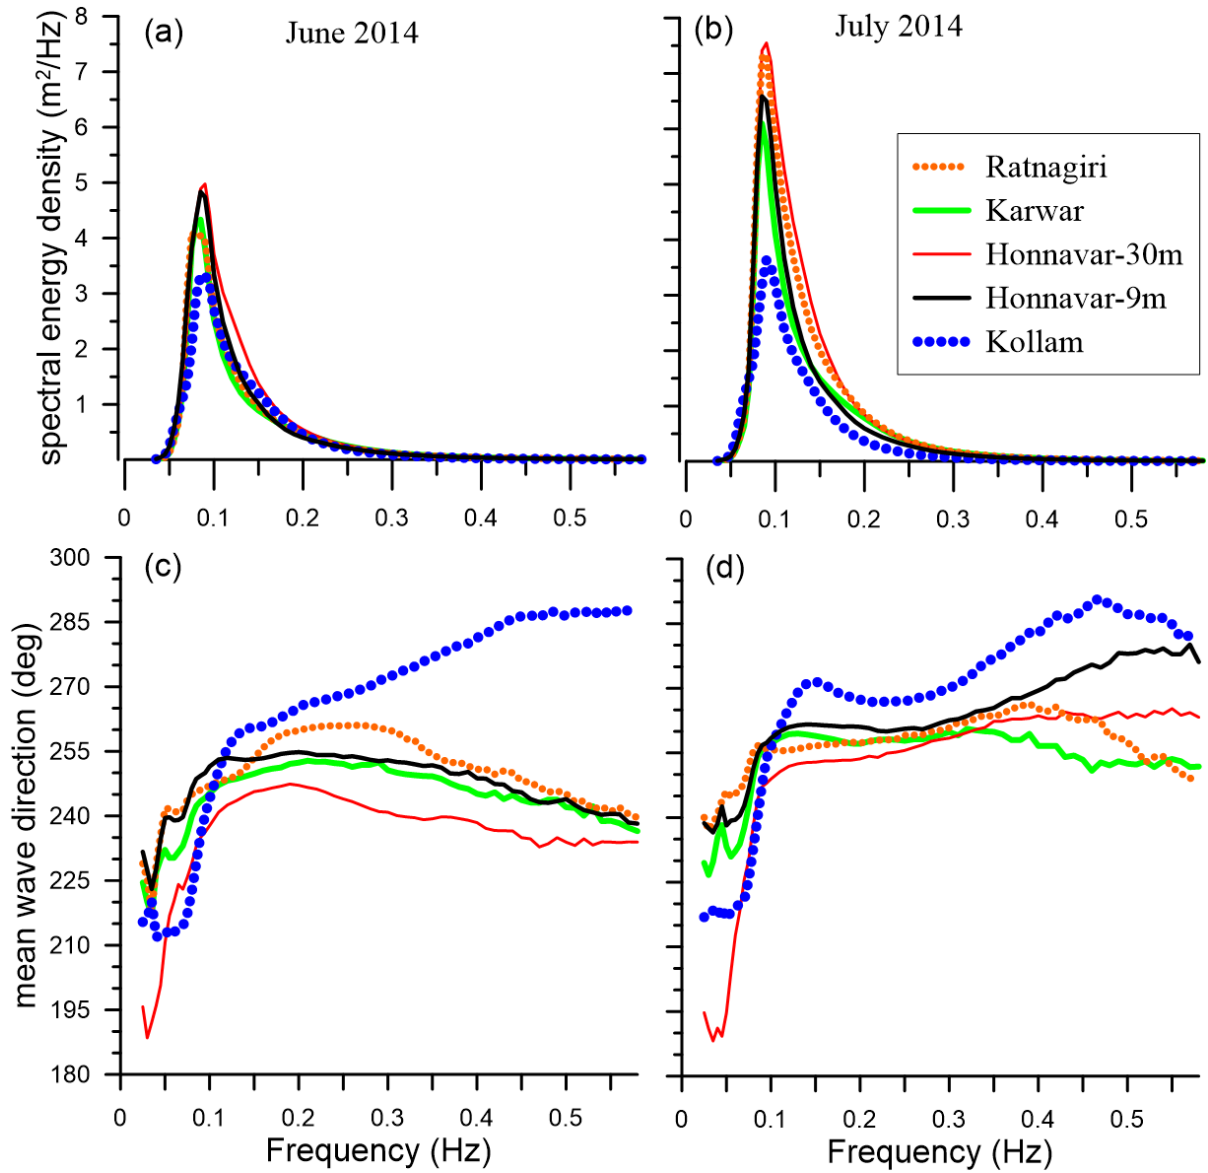 (a) June 2014
8
7
6
5
4
3
2
1
spectral energy density (m²/Hz)
0 0.1 0.2 0.3 0.4 0.5
(b) July 2014
Ratnagiri
Karwar
Honnavar-30m
Honnavar-9m
Kollam
0 0.1 0.2 0.3 0.4 0.5
(c)
300
285
270
255
240
225
210
195
180
mean wave direction (deg)
0 0.1 0.2 0.3 0.4 0.5
Frequency (Hz)
(d)
0 0.1 0.2 0.3 0.4 0.5
Frequency (Hz)